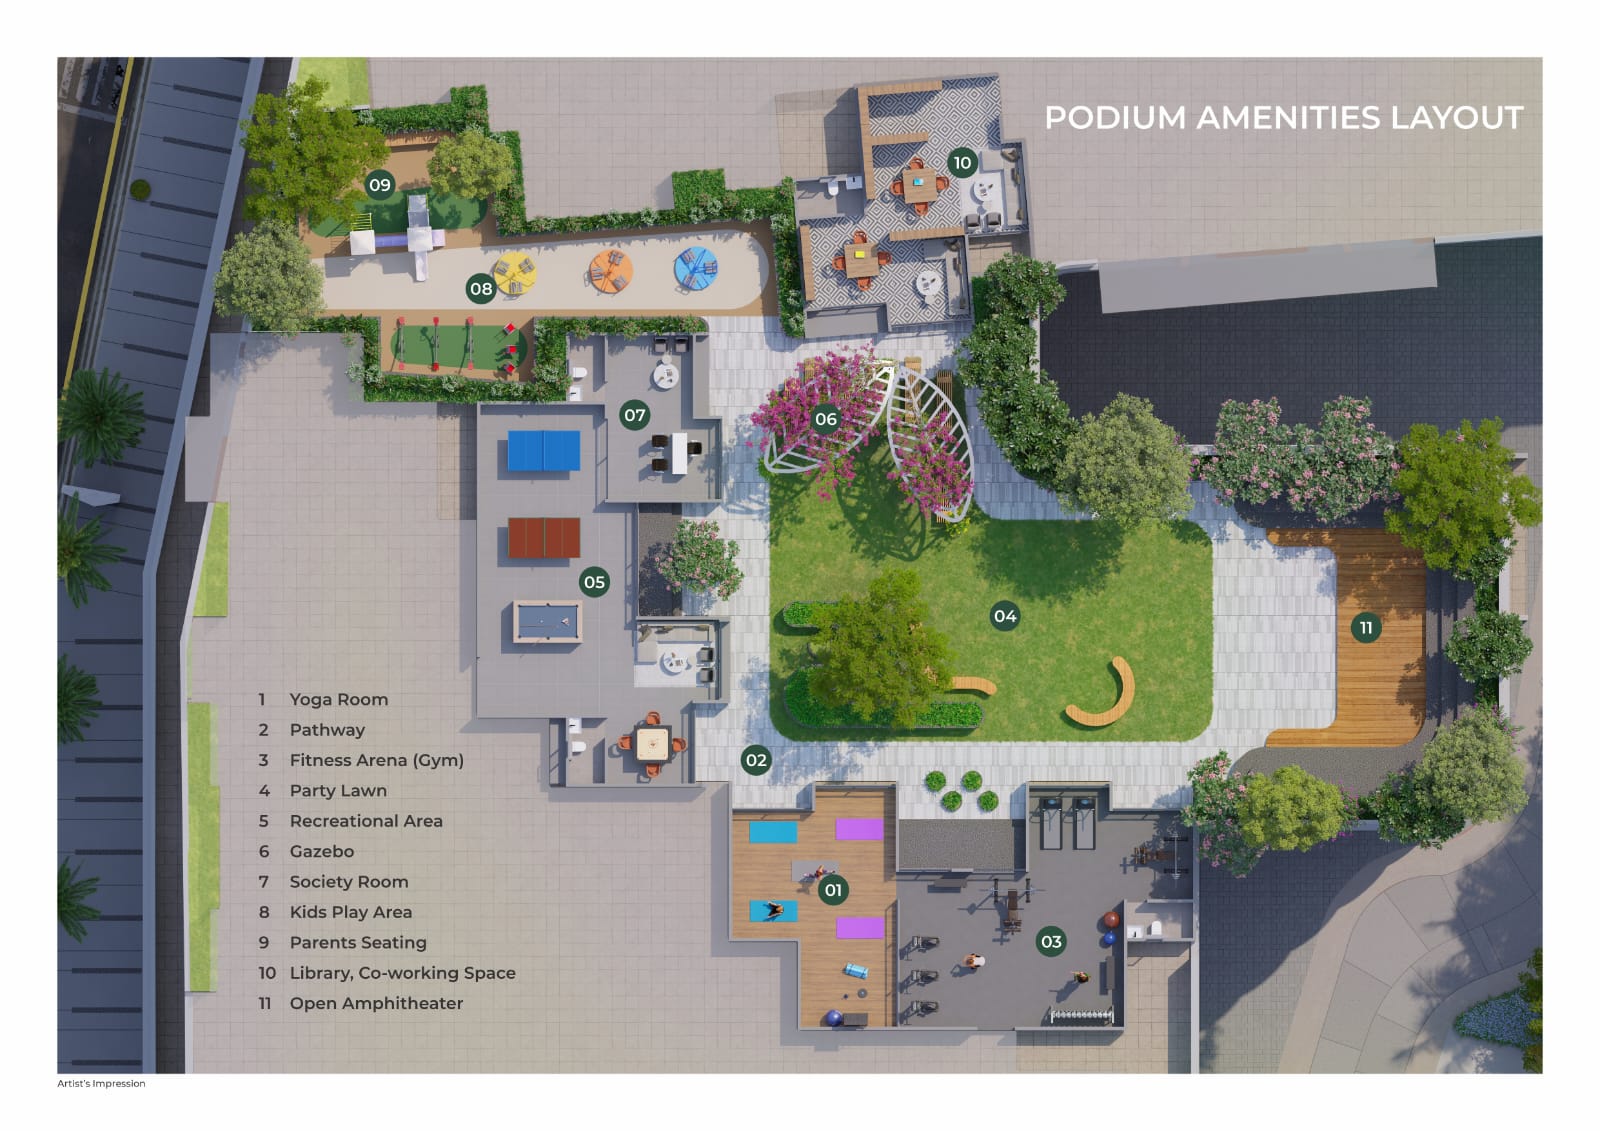 PODIUM AMENITIES LAYOUT
09
10
08
07
06
05
04
11
02
01
03
1 Yoga Room
2 Pathway
3 Fitness Arena (Gym)
4 Party Lawn
5 Recreational Area
6 Gazebo
7 Society Room
8 Kids Play Area
9 Parents Seating
10 Library, Co-working Space
11 Open Amphitheater
Artist's Impression